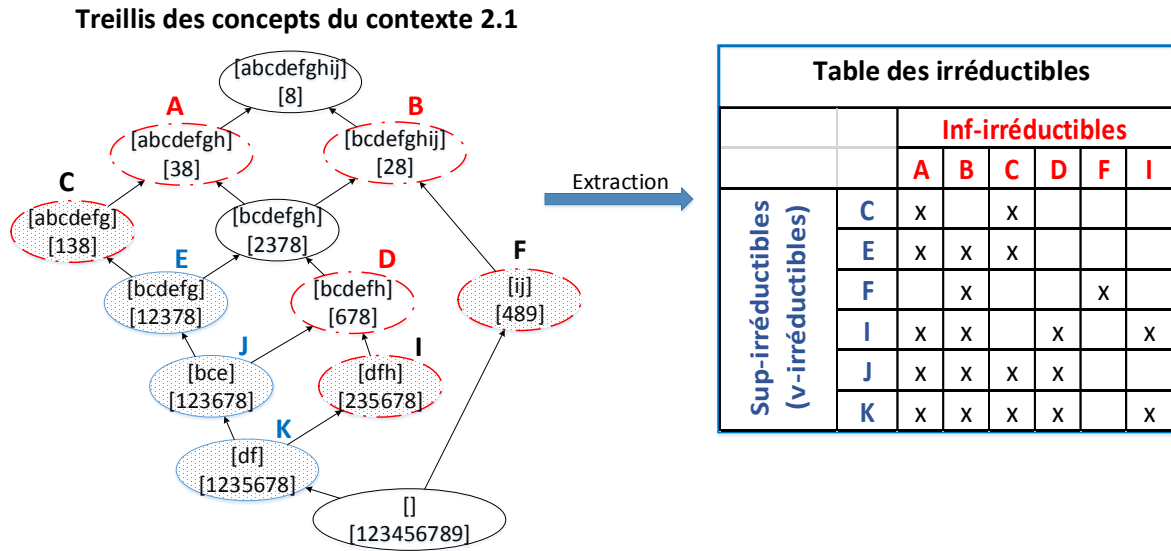 Treillis des concepts du contexte 2.1
[abcdefghij]
[8]
A
[abcdefgh]
[38]
B
[bcdefghij]
[28]
C
[abcdefg]
[138]
[bcdefgh]
[2378]
E
[bcdefg]
[12378]
D
[bcdefh]
[678]
F
[ij]
[489]
J
[bce]
[123678]
I
[dfh]
[235678]
K
[df]
[1235678]
[]
[123456789]
Extraction
Table des irréductibles
Inf-irréductibles
A B C D F I
Sup-irréductibles
(v-irréductibles)
C x x
E x x x
F x x
I x x x x
J x x x x
K x x x x x